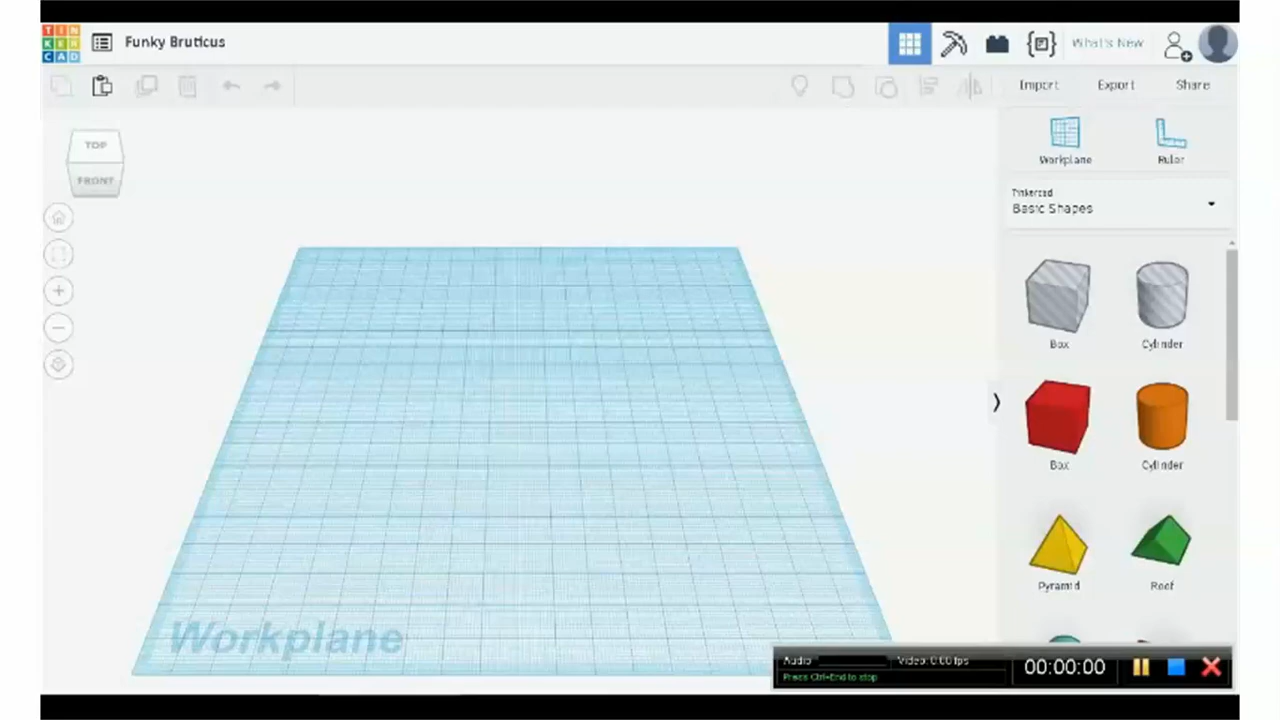 TIN
KER
CAD
Funky Bruticus
What's New
Import
Export
Share
TOP
FRONT
Workplane
Ruler
Tinkercad
Basic Shapes
Box
Cylinder
Box
Cylinder
Pyramid
Roof
Workplane
Audio
Video: 0.00 fps
00:00:00
Press Ctrl+End to stop